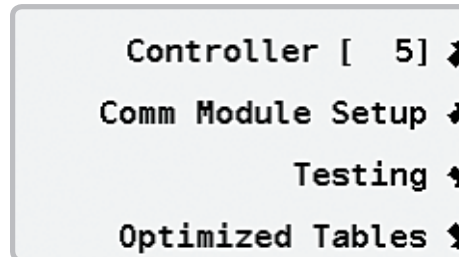 Controller [  5]
Comm Module Setup
Testing
Optimized Tables